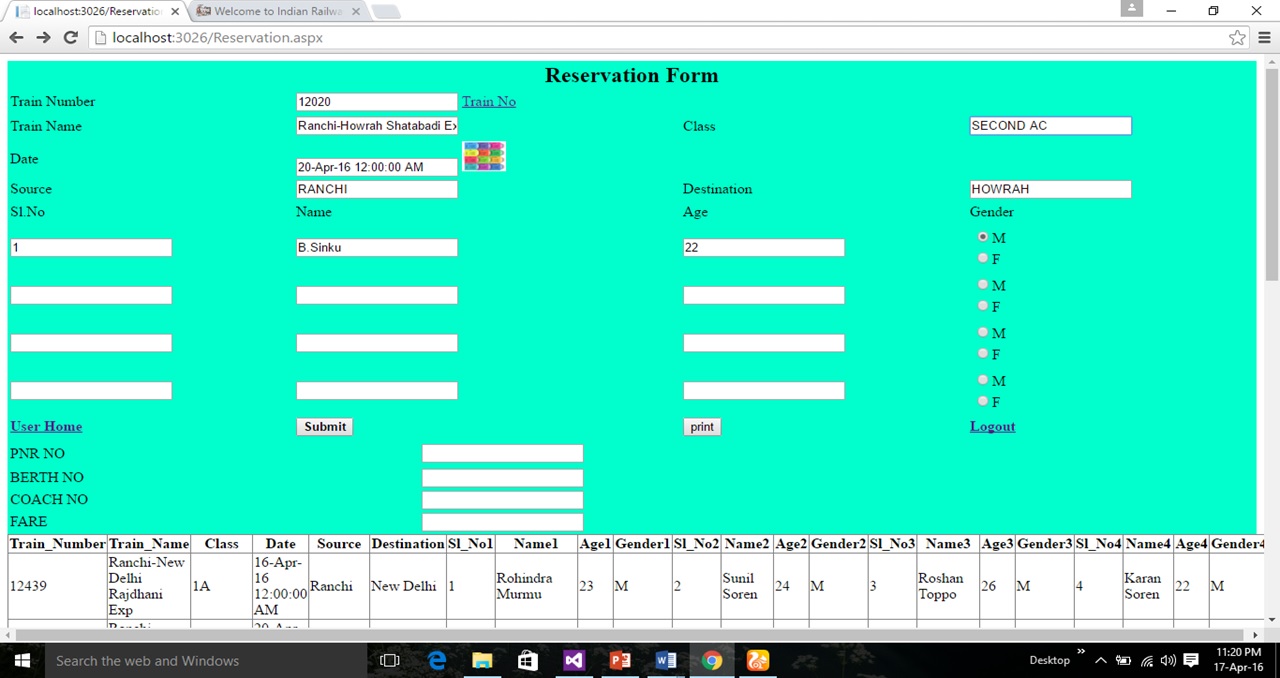 localhost:3026/Reservatio
Welcome to Indian Railw
localhost:3026/Reservation.aspx
Reservation Form
Train Number 12020 Train No
Train Name Ranchi-Howrah Shatabadi Ex Class SECOND AC
Date 20-Apr-16 12:00:00 AM
Source RANCHI Destination HOWRAH
Sl.No Name Age Gender
1 B.Sinku 22 M
F
M
F
M
F
M
F
User Home Submit print Logout
PNR NO
BERTH NO
COACH NO
FARE
Train_Number Train_Name Class Date Source Destination Sl_No1 Name1 Age1 Gender1 Sl_No2 Name2 Age2 Gender2 Sl_No3 Name3 Age3 Gender3 Sl_No4 Name4 Age4 Gender4
12439 Ranchi-New Delhi Rajdhani Exp 1A 16-Apr-16 12:00:00 AM Ranchi New Delhi 1 Rohindra Murmu 23 M 2 Sunil Soren 24 M 3 Roshan Toppo 26 M 4 Karan Soren 22 M
Search the web and Windows
Desktop
11:20 PM
17-Apr-16